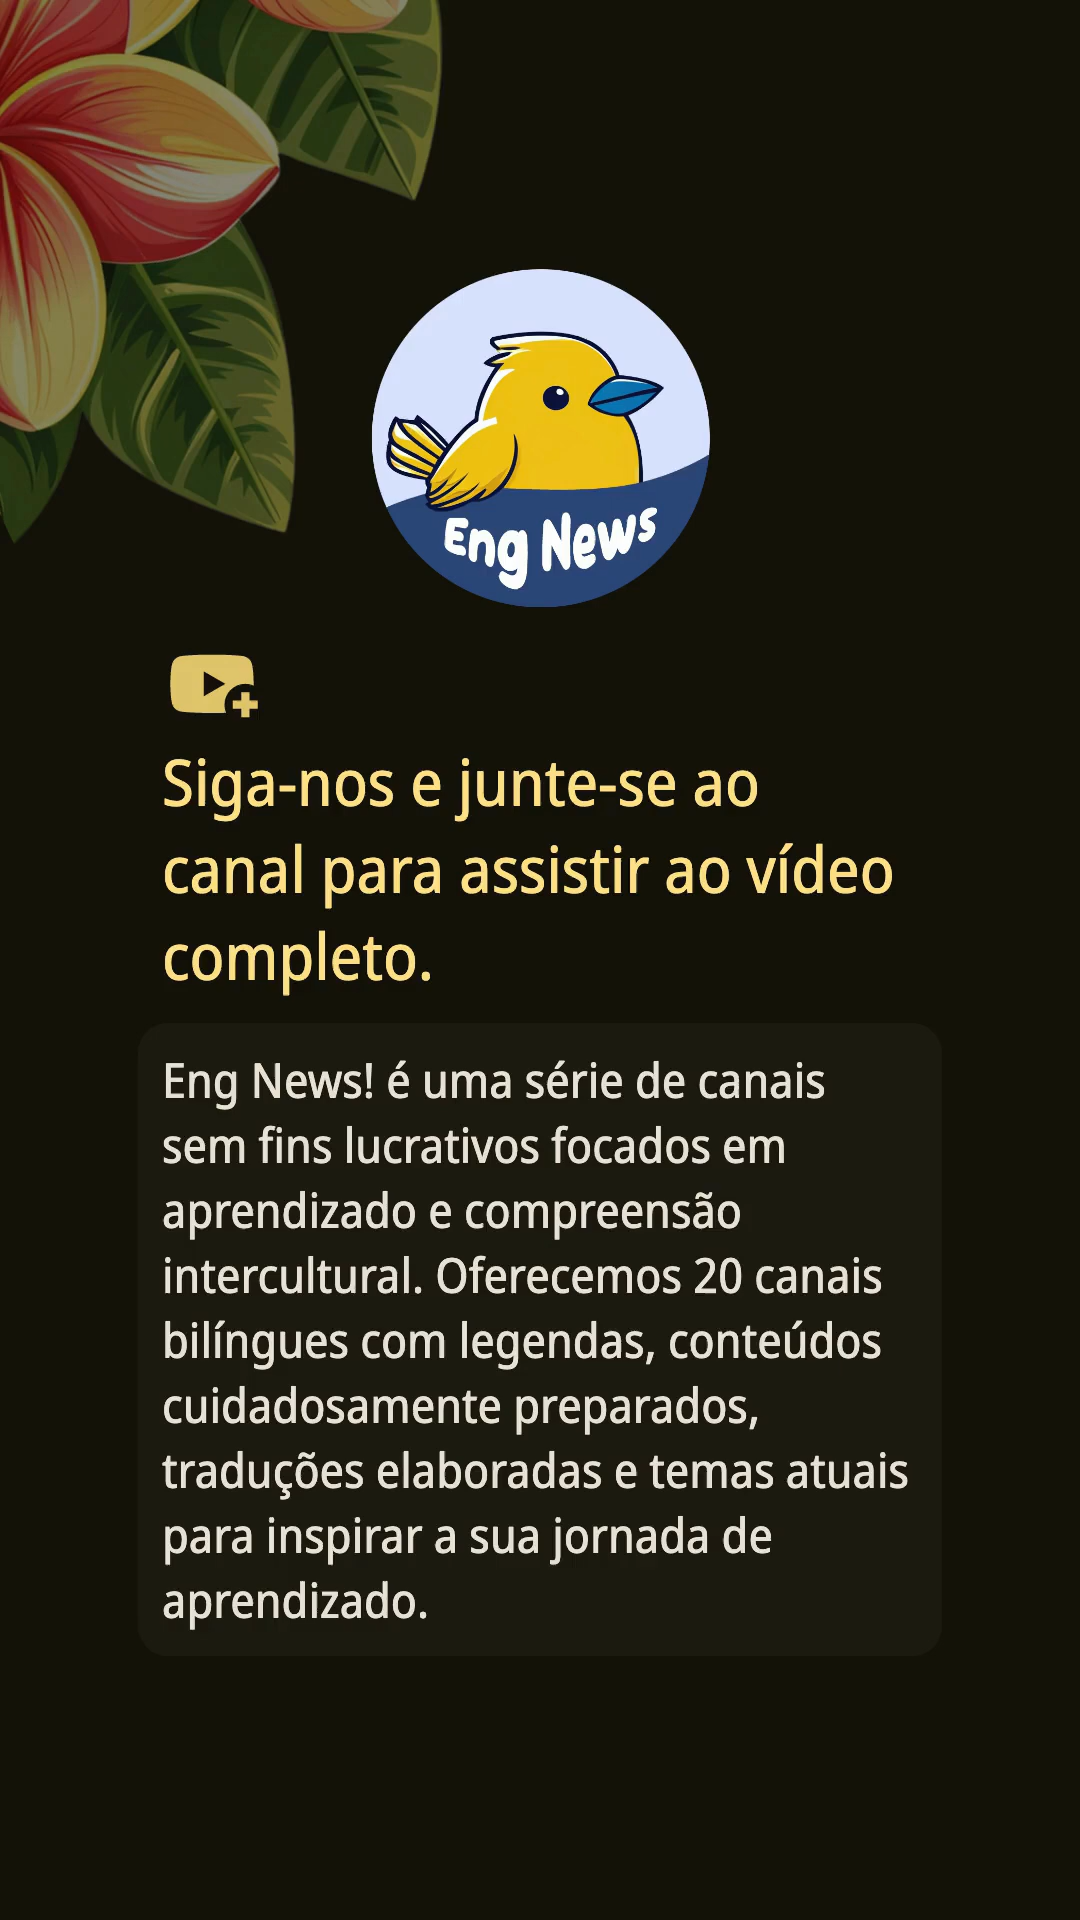 Eng News
Siga-nos e junte-se ao
canal para assistir ao vídeo
completo.
Eng News! é uma série de canais
sem fins lucrativos focados em
aprendizado e compreensão
intercultural. Oferecemos 20 canais
bilíngues com legendas, conteúdos
cuidadosamente preparados,
traduções elaboradas e temas atuais
para inspirar a sua jornada de
aprendizado.